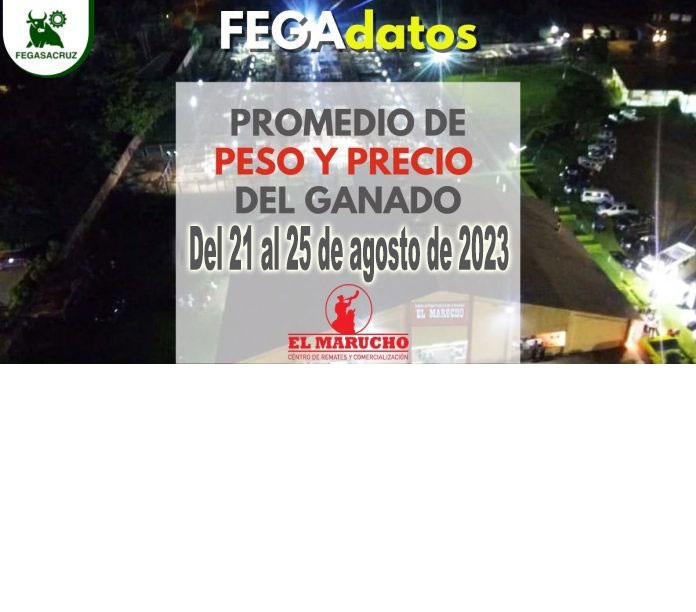 FEGASACRUZ
FEGAdatos
PROMEDIO DE
PESO Y PRECIO
DEL GANADO
Del 21 al 25 de agosto de 2023
EL MARUCHO
EL MARUCHO
CENTRO DE REMATES Y COMERCIALIZACIÓN